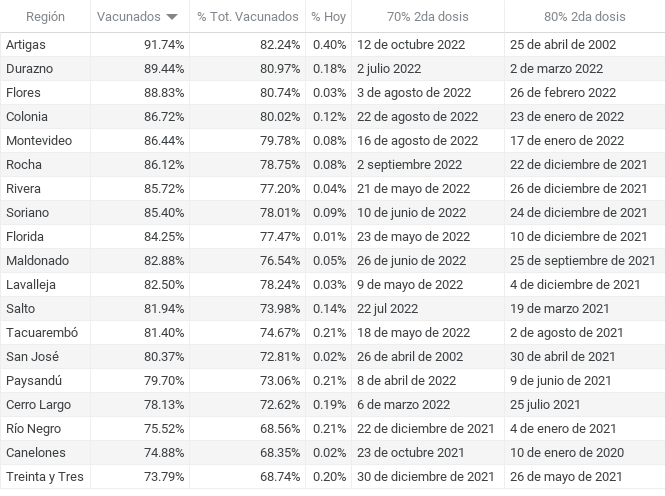 Región Vacunados % Tot. Vacunados % Hoy 70% 2da dosis 80% 2da dosis
Artigas 91.74% 82.24% 0.40% 12 de octubre 2022 25 de abril de 2002
Durazno 89.44% 80.97% 0.18% 2 julio 2022 2 de marzo 2022
Flores 88.83% 80.74% 0.03% 3 de agosto de 2022 26 de febrero 2022
Colonia 86.72% 80.02% 0.12% 22 de agosto de 2022 23 de enero de 2022
Montevideo 86.44% 79.78% 0.08% 16 de agosto de 2022 17 de enero de 2022
Rocha 86.12% 78.75% 0.08% 2 septiembre 2022 22 de diciembre de 2021
Rivera 85.72% 77.20% 0.04% 21 de mayo de 2022 26 de diciembre de 2021
Soriano 85.40% 78.01% 0.09% 10 de junio de 2022 24 de diciembre de 2021
Florida 84.25% 77.47% 0.01% 23 de mayo de 2022 10 de diciembre de 2021
Maldonado 82.88% 76.54% 0.05% 26 de junio de 2022 25 de septiembre de 2021
Lavalleja 82.50% 78.24% 0.03% 9 de mayo de 2022 4 de diciembre de 2021
Salto 81.94% 73.98% 0.14% 22 jul 2022 19 de marzo 2021
Tacuarembó 81.40% 74.67% 0.21% 18 de mayo de 2022 2 de agosto de 2021
San José 80.37% 72.81% 0.02% 26 de abril de 2002 30 de abril de 2021
Paysandú 79.70% 73.06% 0.21% 8 de abril de 2022 9 de junio de 2021
Cerro Largo 78.13% 72.62% 0.19% 6 de marzo 2022 25 julio 2021
Río Negro 75.52% 68.56% 0.21% 22 de diciembre de 2021 4 de enero de 2021
Canelones 74.88% 68.35% 0.02% 23 de octubre 2021 10 de enero de 2020
Treinta y Tres 73.79% 68.74% 0.20% 30 de diciembre de 2021 26 de mayo de 2021